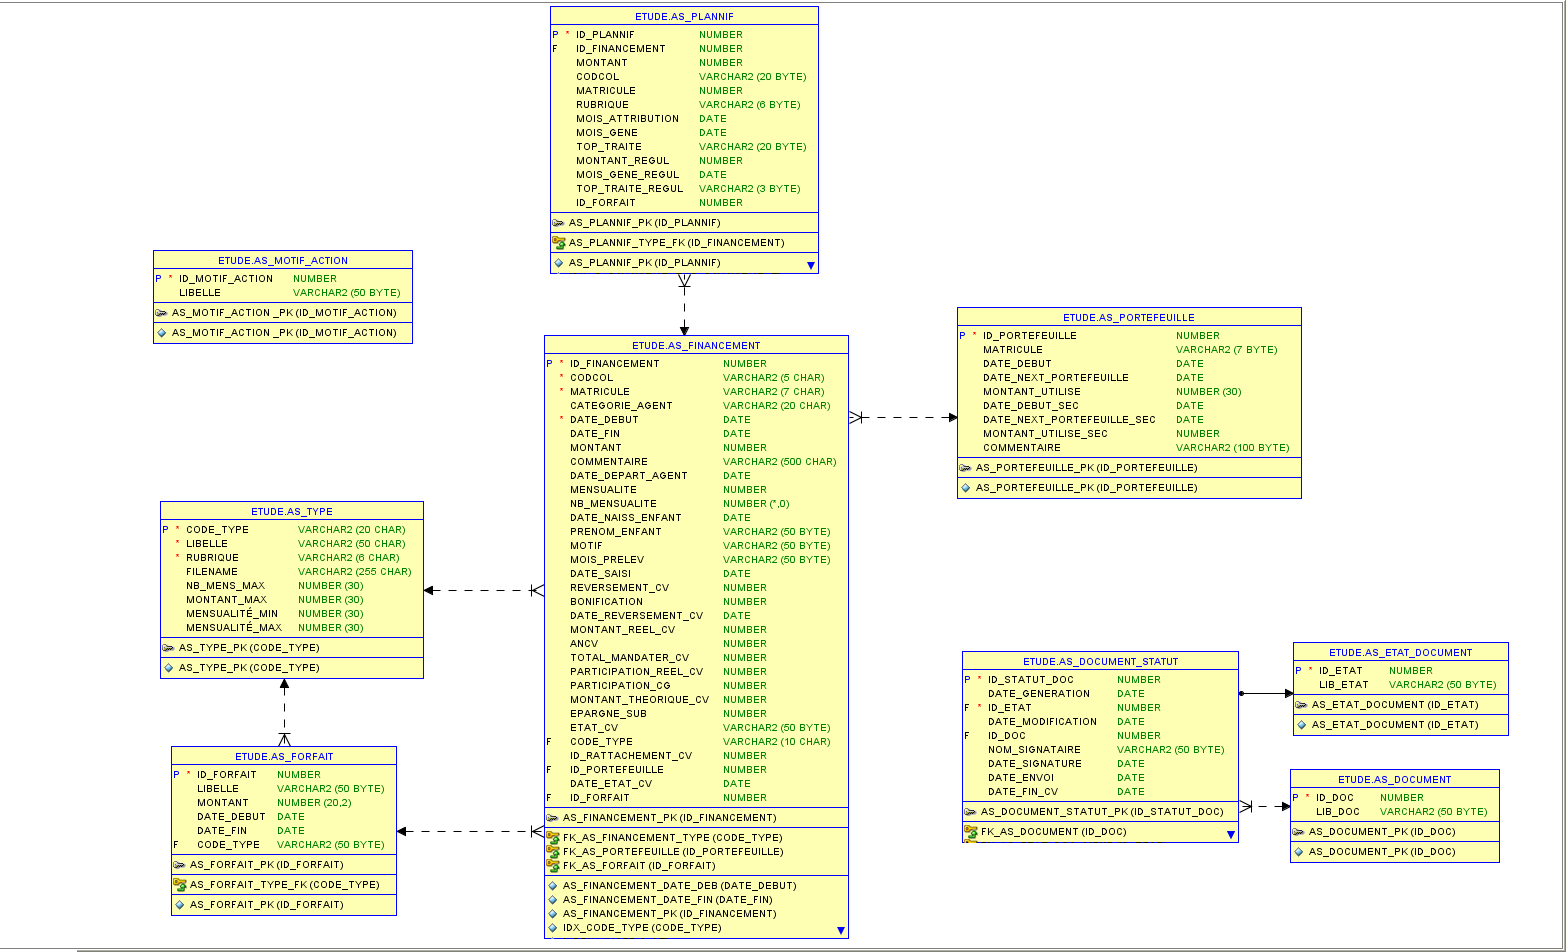 ETUDE.AS_PLANNIF
P * ID_PLANNIF NUMBER
F ID_FINANCEMENT NUMBER
MONTANT NUMBER
CODCOL VARCHAR2 (20 BYTE)
MATRICULE NUMBER
RUBRIQUE VARCHAR2 (6 BYTE)
MOIS_ATTRIBUTION DATE
MOIS_GENE DATE
TOP_TRAITE VARCHAR2 (20 BYTE)
MONTANT_REGUL NUMBER
MOIS_GENE_REGUL DATE
TOP_TRAITE_REGUL VARCHAR2 (3 BYTE)
ID_FORFAIT NUMBER
AS_PLANNIF_PK (ID_PLANNIF)
AS_PLANNIF_TYPE_FK (ID_FINANCEMENT)
AS_PLANNIF_PK (ID_PLANNIF)
ETUDE.AS_MOTIF_ACTION
P * ID_MOTIF_ACTION NUMBER
LIBELLE VARCHAR2 (50 BYTE)
AS_MOTIF_ACTION _PK (ID_MOTIF_ACTION)
AS_MOTIF_ACTION _PK (ID_MOTIF_ACTION)
ETUDE.AS_FINANCEMENT
P * ID_FINANCEMENT NUMBER
* CODCOL VARCHAR2 (5 CHAR)
* MATRICULE VARCHAR2 (7 CHAR)
CATEGORIE_AGENT VARCHAR2 (20 CHAR)
* DATE_DEBUT DATE
DATE_FIN DATE
MONTANT NUMBER
COMMENTAIRE VARCHAR2 (500 CHAR)
DATE_DEPART_AGENT DATE
MENSUALITE NUMBER
NB_MENSUALITE NUMBER (*,0)
DATE_NAISS_ENFANT DATE
PRENOM_ENFANT VARCHAR2 (50 BYTE)
MOTIF VARCHAR2 (50 BYTE)
MOIS_PRELEV VARCHAR2 (50 BYTE)
DATE_SAISI DATE
REVERSEMENT_CV NUMBER
BONIFICATION NUMBER
DATE_REVERSEMENT_CV DATE
MONTANT_REEL_CV NUMBER
ANCV NUMBER
TOTAL_MANDATER_CV NUMBER
PARTICIPATION_REEL_CV NUMBER
PARTICIPATION_CG NUMBER
MONTANT_THEORIQUE_CV NUMBER
EPARGNE_SUB NUMBER
ETAT_CV VARCHAR2 (50 BYTE)
F CODE_TYPE VARCHAR2 (10 CHAR)
ID_RATTACHEMENT_CV NUMBER
F ID_PORTEFEUILLE NUMBER
DATE_ETAT_CV DATE
F ID_FORFAIT NUMBER
AS_FINANCEMENT_PK (ID_FINANCEMENT)
FK_AS_FINANCEMENT_TYPE (CODE_TYPE)
FK_AS_PORTEFEUILLE (ID_PORTEFEUILLE)
FK_AS_FORFAIT (ID_FORFAIT)
AS_FINANCEMENT_DATE_DEB (DATE_DEBUT)
AS_FINANCEMENT_DATE_FIN (DATE_FIN)
AS_FINANCEMENT_PK (ID_FINANCEMENT)
IDX_CODE_TYPE (CODE_TYPE)
ETUDE.AS_PORTEFEUILLE
P * ID_PORTEFEUILLE NUMBER
MATRICULE VARCHAR2 (7 BYTE)
DATE_DEBUT DATE
DATE_NEXT_PORTEFEUILLE DATE
MONTANT_UTILISE NUMBER (30)
DATE_DEBUT_SEC DATE
DATE_NEXT_PORTEFEUILLE_SEC DATE
MONTANT_UTILISE_SEC NUMBER
COMMENTAIRE VARCHAR2 (100 BYTE)
AS_PORTEFEUILLE_PK (ID_PORTEFEUILLE)
AS_PORTEFEUILLE_PK (ID_PORTEFEUILLE)
ETUDE.AS_TYPE
P * CODE_TYPE VARCHAR2 (20 CHAR)
* LIBELLE VARCHAR2 (50 CHAR)
* RUBRIQUE VARCHAR2 (6 CHAR)
FILENAME VARCHAR2 (255 CHAR)
NB_MENS_MAX NUMBER (30)
MONTANT_MAX NUMBER (30)
MENSUALITÉ_MIN NUMBER (30)
MENSUALITÉ_MAX NUMBER (30)
AS_TYPE_PK (CODE_TYPE)
AS_TYPE_PK (CODE_TYPE)
ETUDE.AS_FORFAIT
P * ID_FORFAIT NUMBER
LIBELLE VARCHAR2 (50 BYTE)
MONTANT NUMBER (20,2)
DATE_DEBUT DATE
DATE_FIN DATE
F CODE_TYPE VARCHAR2 (50 BYTE)
AS_FORFAIT_PK (ID_FORFAIT)
AS_FORFAIT_TYPE_FK (CODE_TYPE)
AS_FORFAIT_PK (ID_FORFAIT)
ETUDE.AS_DOCUMENT_STATUT
P * ID_STATUT_DOC NUMBER
DATE_GENERATION DATE
F * ID_ETAT NUMBER
DATE_MODIFICATION DATE
F ID_DOC NUMBER
NOM_SIGNATAIRE VARCHAR2 (50 BYTE)
DATE_SIGNATURE DATE
DATE_ENVOI DATE
DATE_FIN_CV DATE
AS_DOCUMENT_STATUT_PK (ID_STATUT_DOC)
FK_AS_DOCUMENT (ID_DOC)
ETUDE.AS_ETAT_DOCUMENT
P * ID_ETAT NUMBER
LIB_ETAT VARCHAR2 (50 BYTE)
AS_ETAT_DOCUMENT (ID_ETAT)
AS_ETAT_DOCUMENT (ID_ETAT)
ETUDE.AS_DOCUMENT
P * ID_DOC NUMBER
LIB_DOC VARCHAR2 (50 BYTE)
AS_DOCUMENT_PK (ID_DOC)
AS_DOCUMENT_PK (ID_DOC)